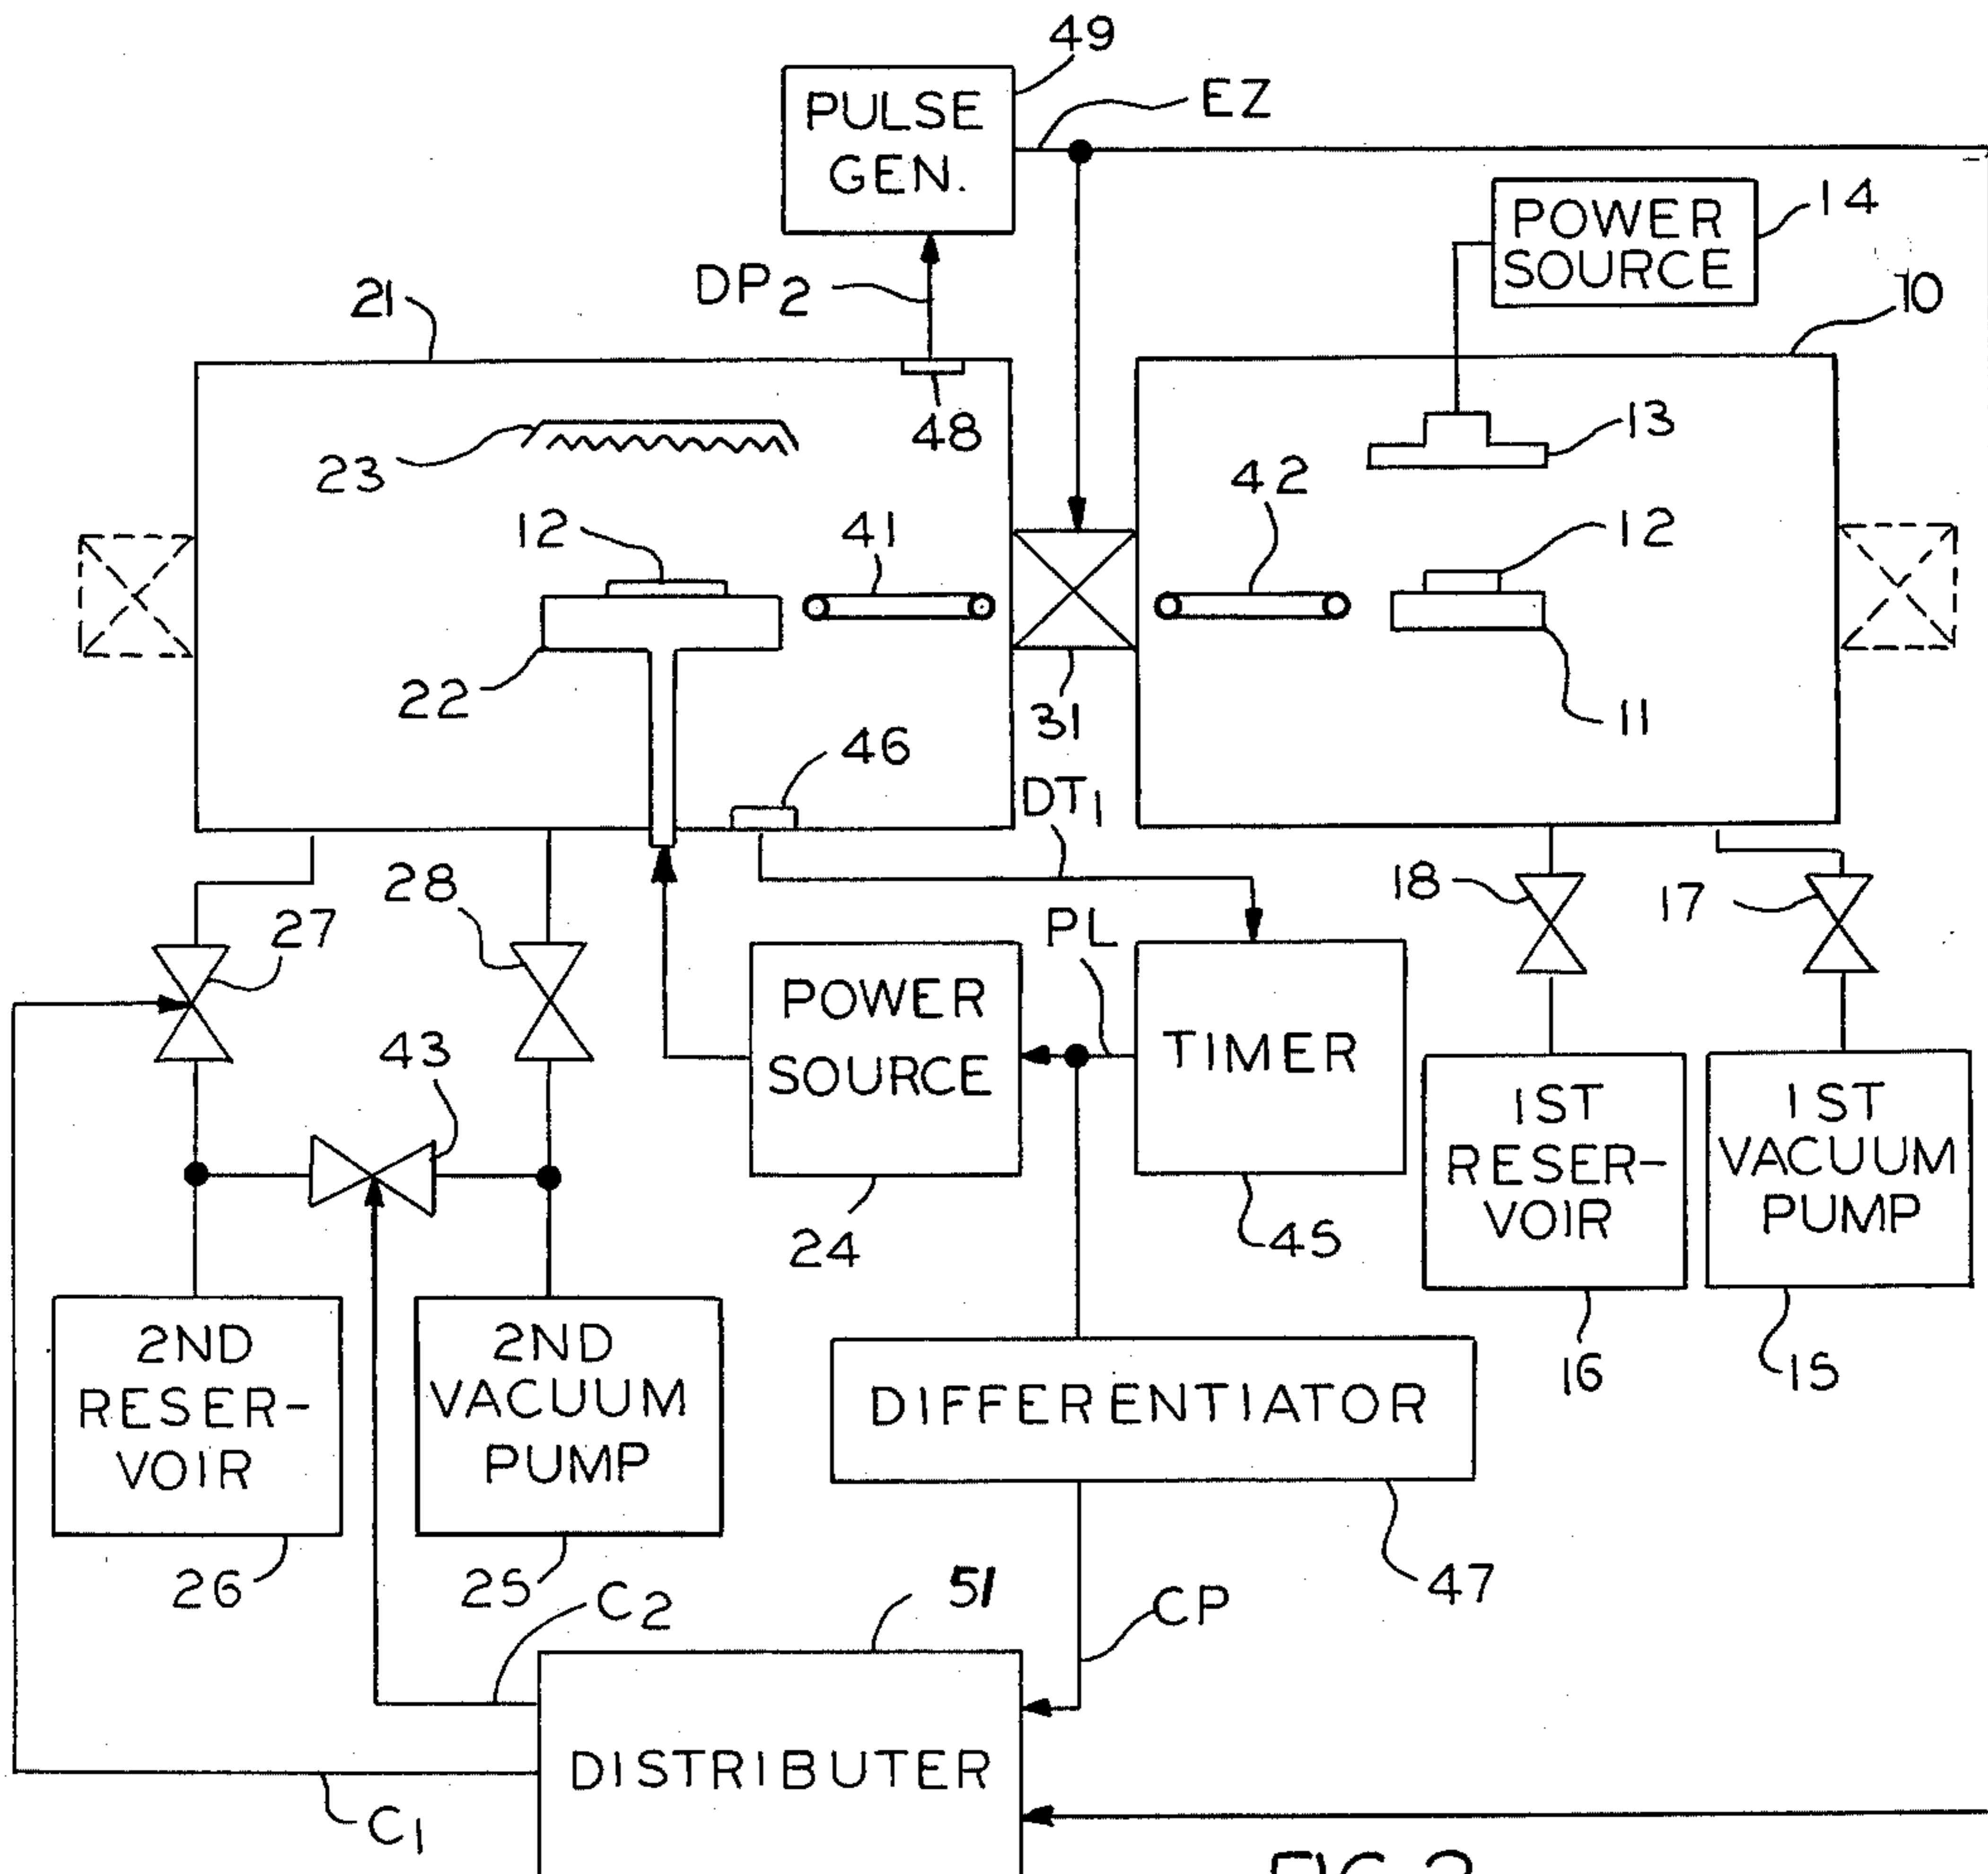 49
PULSE
GEN.
EZ
POWER
SOURCE
14
DP2
21
10
48
23
13
42
12
41
12
22
31
11
46
DT1
28
18
17
27
PL
POWER
SOURCE
TIMER
43
1ST
RESER-
VOIR
1ST
VACUUM
PUMP
24
45
2ND
RESER-
VOIR
2ND
VACUUM
PUMP
16
15
DIFFERENTIATOR
26
25
C2
51
47
CP
DISTRIBUTER
C1